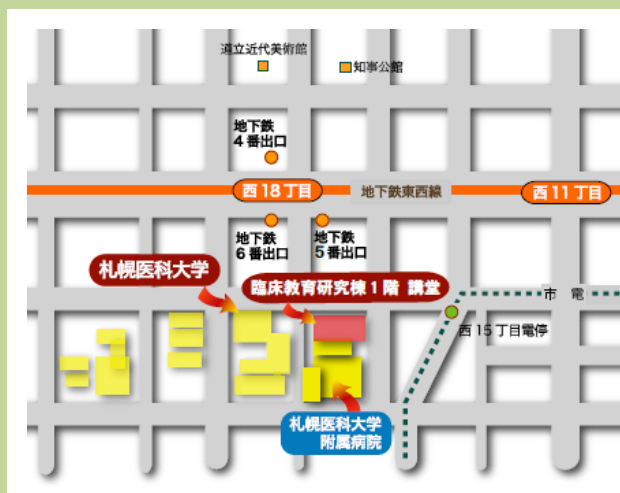 道立近代美術館
知事公館
地下鉄
4番出口
西18丁目
地下鉄東西線
西11丁目
地下鉄
6番出口
地下鉄
5番出口
札幌医科大学
臨床教育研究棟1階 講堂
市 電
西15丁目電停
札幌医科大学
附属病院